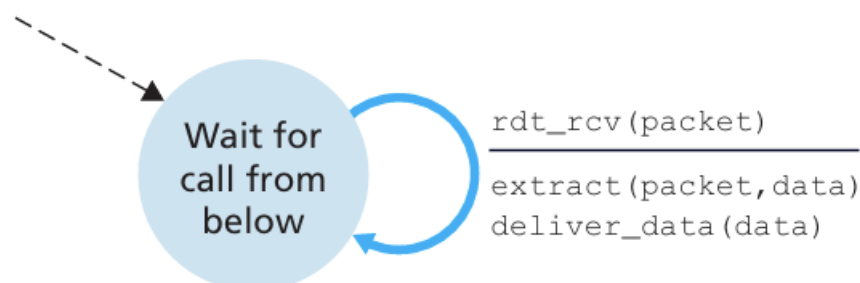 Wait for
call from
below
rdt_rcv(packet)
extract(packet,data)
deliver_data(data)